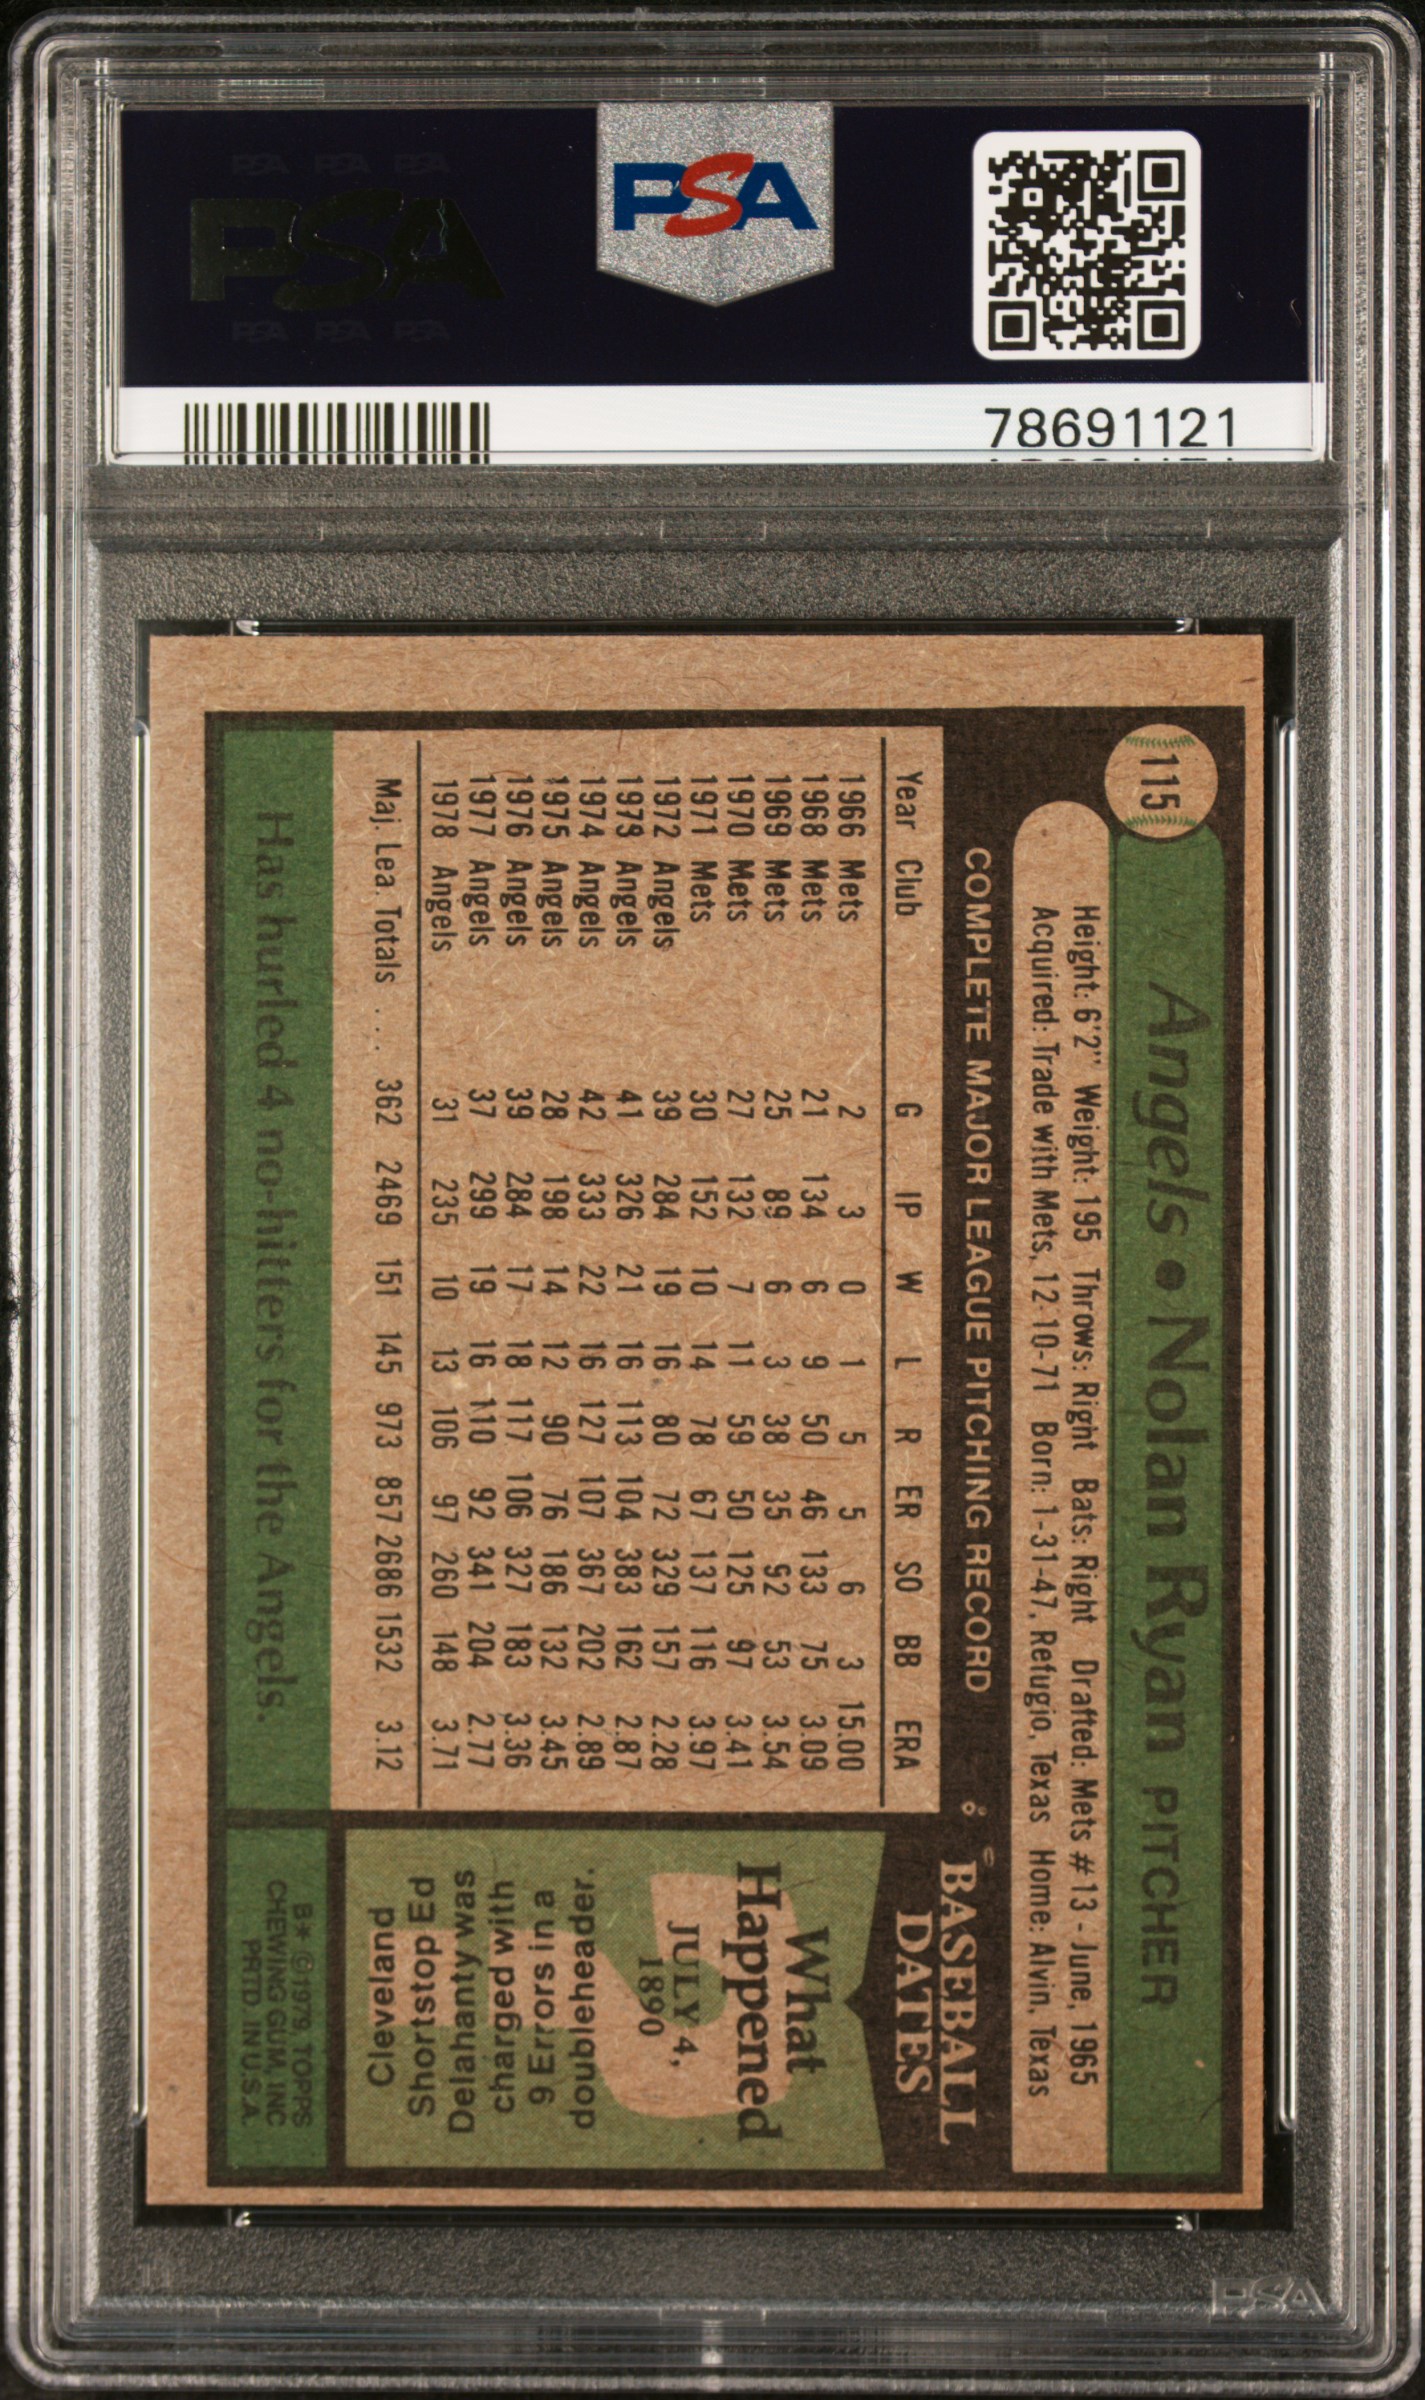 PSA PSA PSA
PSA
PSA PSA PSA
PSA
78691121
115
Angels • Nolan Ryan PITCHER
Height: 6'2" Weight: 195 Throws: Right Bats: Right Drafted: Mets #13 - June, 1965
Acquired: Trade with Mets, 12-10-71 Born: 1-31-47, Refugio, Texas Home: Alvin, Texas
COMPLETE MAJOR LEAGUE PITCHING RECORD
Year Club G IP W L R ER SO BB ERA
1966 Mets 2 3 0 1 5 5 6 3 15.00
1968 Mets 21 134 6 9 50 46 133 75 3.09
1969 Mets 25 89 6 3 38 35 92 53 3.54
1970 Mets 27 132 7 11 59 50 125 97 3.41
1971 Mets 30 152 10 14 78 67 137 116 3.97
1972 Angels 39 284 19 16 80 72 329 157 2.28
1973 Angels 41 326 21 16 113 104 383 162 2.87
1974 Angels 42 333 22 16 127 107 367 202 2.89
1975 Angels 28 198 14 12 90 76 186 132 3.45
1976 Angels 39 284 17 18 117 106 327 183 3.36
1977 Angels 37 299 19 16 110 92 341 204 2.77
1978 Angels 31 235 10 13 106 97 260 148 3.71
Maj. Lea. Totals .... 362 2469 151 145 973 857 2686 1532 3.12
Has hurled 4 no-hitters for the Angels.
BASEBALL
DATES
What
Happened
JULY 4,
1890
Cleveland
Shortstop Ed
Delahanty was
charged with
9 Errors in a
doubleheader.
B* ©1979, TOPPS
CHEWING GUM, INC
PRTD. IN U.S.A.
PSA